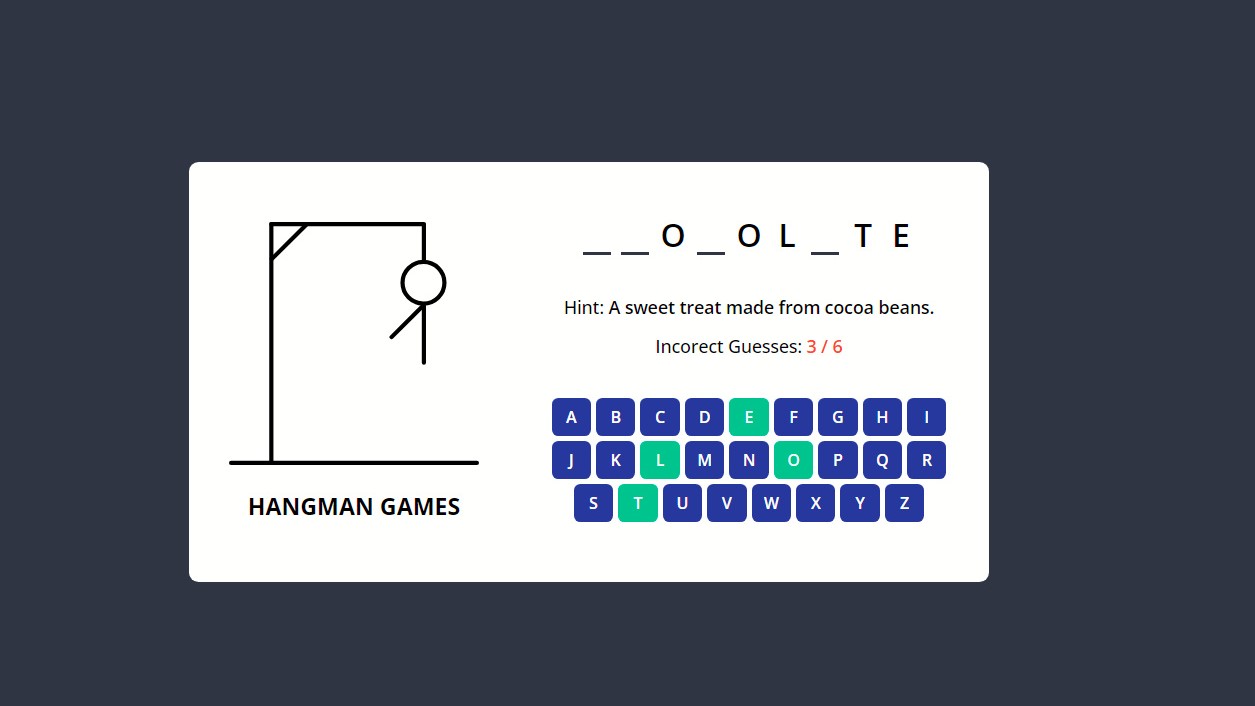 _ _ O _ O L _ T E
Hint: A sweet treat made from cocoa beans.
Incorect Guesses: 3 / 6
A B C D E F G H I
J K L M N O P Q R
S T U V W X Y Z
HANGMAN GAMES